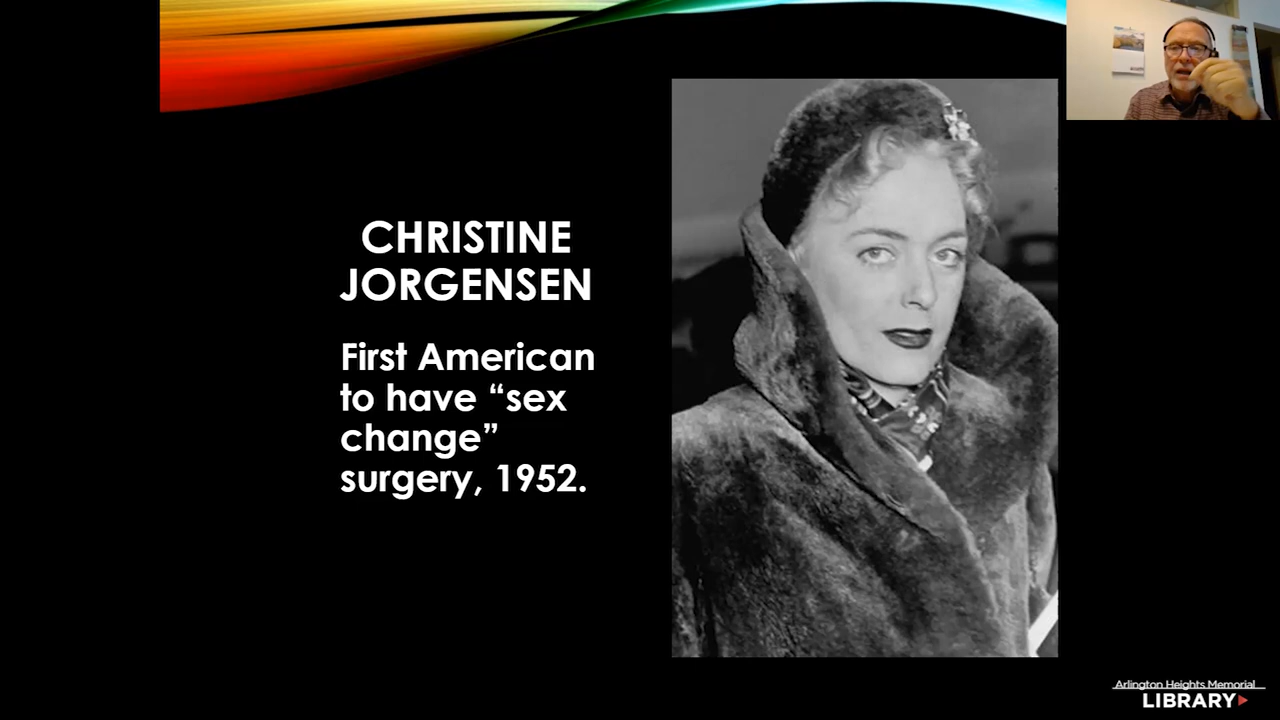 CHRISTINE
JORGENSEN
First American
to have “sex
change”
surgery, 1952.
Arlington Heights Memorial
LIBRARY